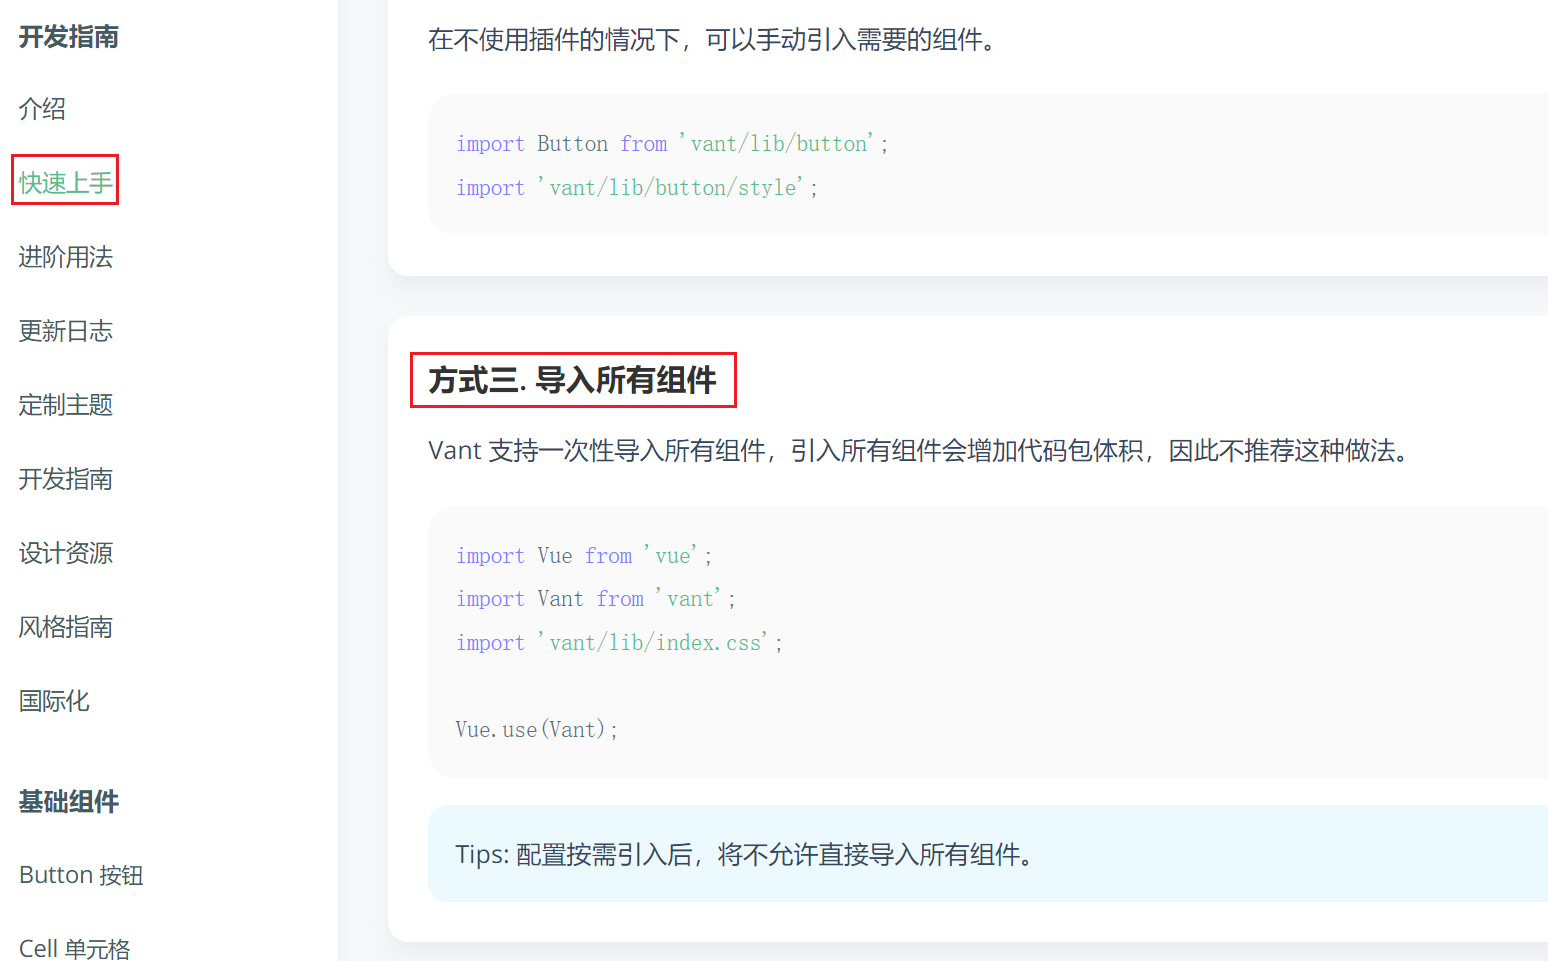 开发指南
介绍
快速上手
进阶用法
更新日志
定制主题
开发指南
设计资源
风格指南
国际化
基础组件
Button 按钮
Cell 单元格
在不使用插件的情况下，可以手动引入需要的组件。
import Button from 'vant/lib/button';
import 'vant/lib/button/style';
方式三. 导入所有组件
Vant 支持一次性导入所有组件，引入所有组件会增加代码包体积，因此不推荐这种做法。
import Vue from 'vue';
import Vant from 'vant';
import 'vant/lib/index.css';
Vue.use(Vant);
Tips: 配置按需引入后，将不允许直接导入所有组件。